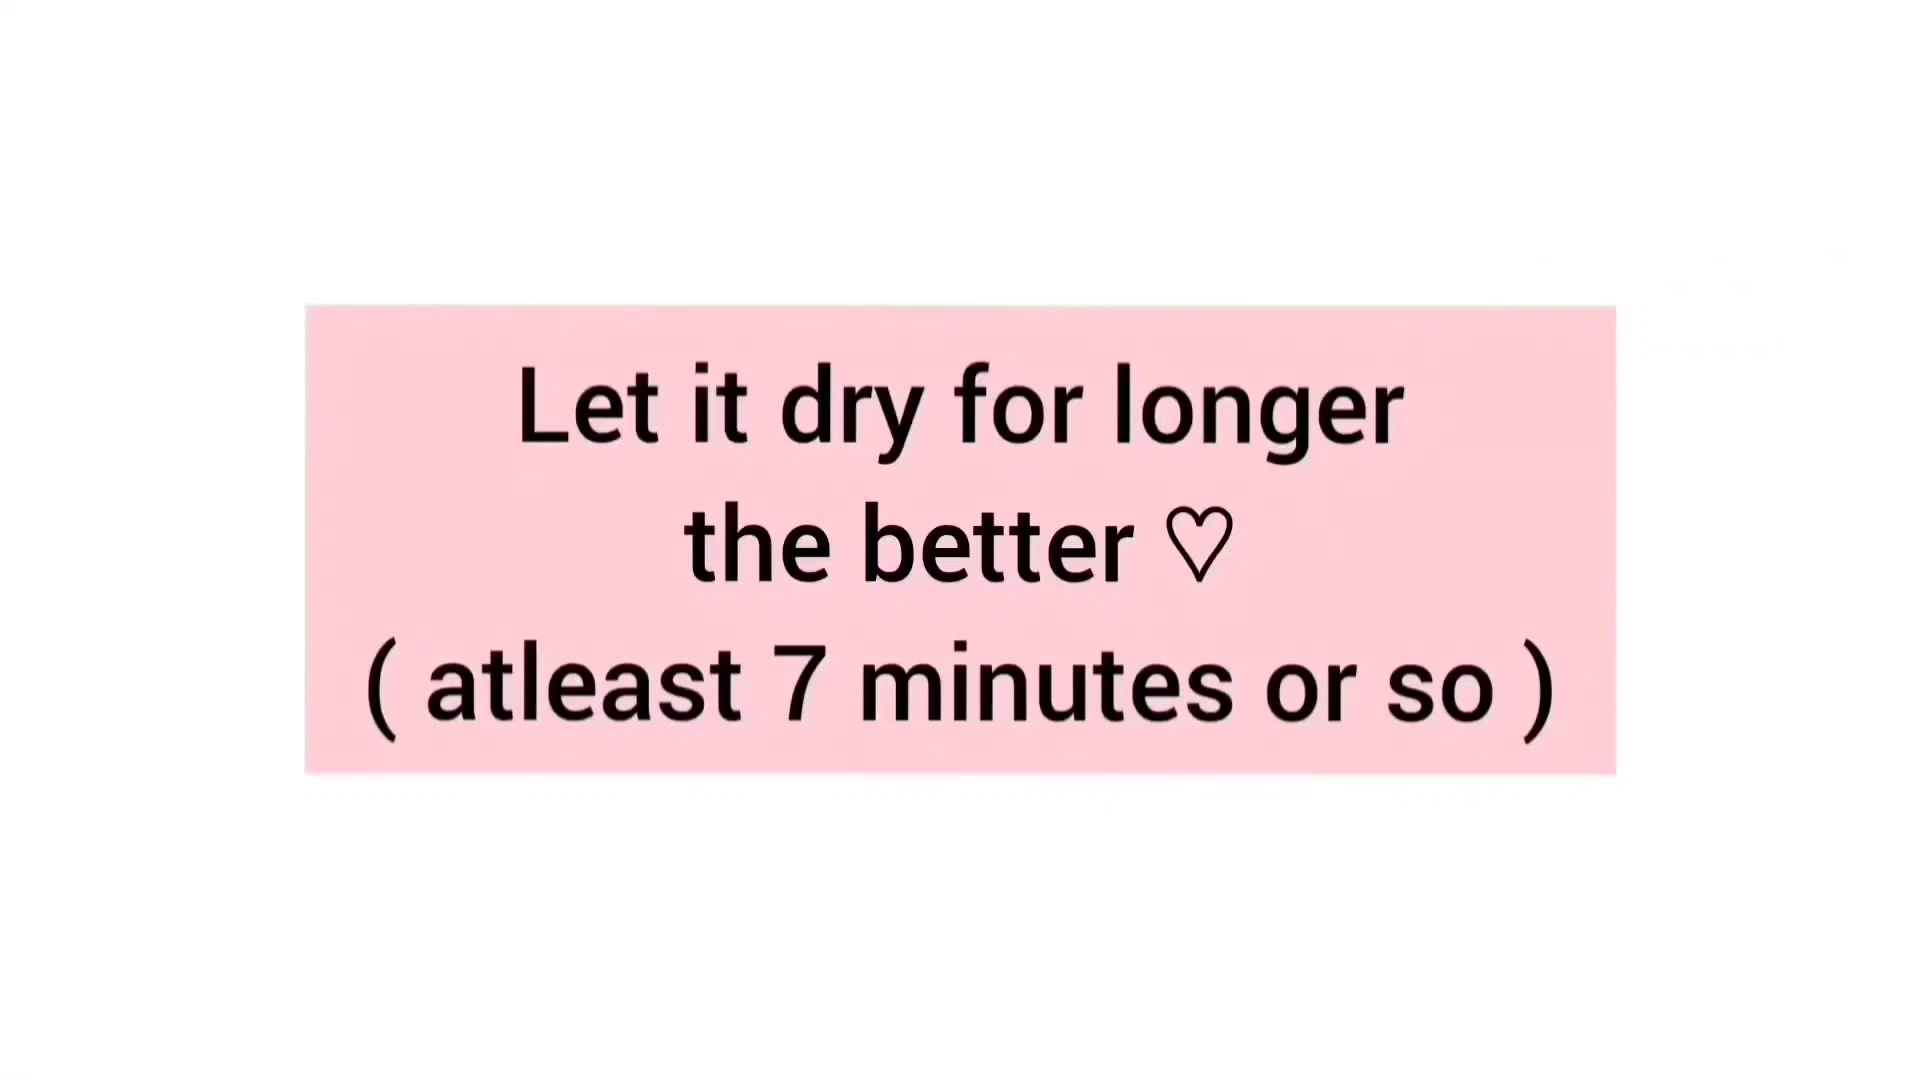 Let it dry for longer
the better ♡
( atleast 7 minutes or so )